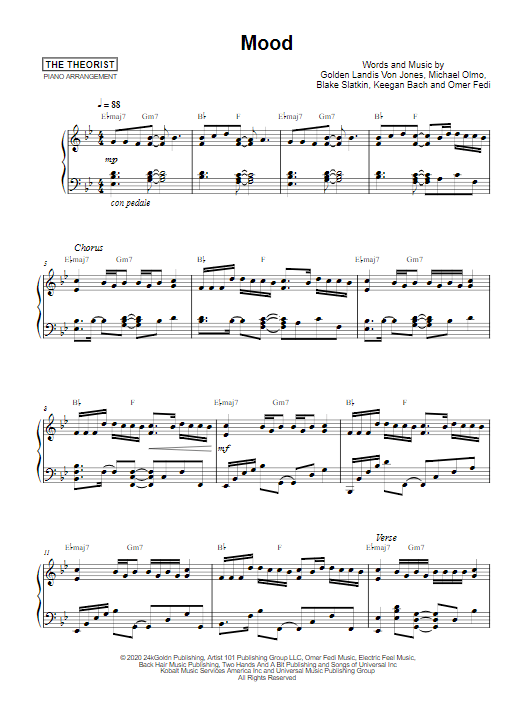 Mood
THE THEORIST
PIANO ARRANGEMENT
Words and Music by
Golden Landis Von Jones, Michael Olmo,
Blake Slatkin, Keegan Bach and Omer Fedi
♩ = 88
E♭maj7 Gm7 B♭ F E♭maj7 Gm7 B♭ F
mp
con pedale
Chorus
5 E♭maj7 Gm7 B♭ F E♭maj7 Gm7
8 B♭ F E♭maj7 Gm7 B♭ F
mf
Verse
11 E♭maj7 Gm7 B♭ F E♭maj7 Gm7
© 2020 24kGoldn Publishing, Artist 101 Publishing Group LLC, Omer Fedi Music, Electric Feel Music,
Back Hair Music Publishing, Two Hands And A Bit Publishing and Songs of Universal Inc
Kobalt Music Services America Inc and Universal Music Publishing Group
All Rights Reserved